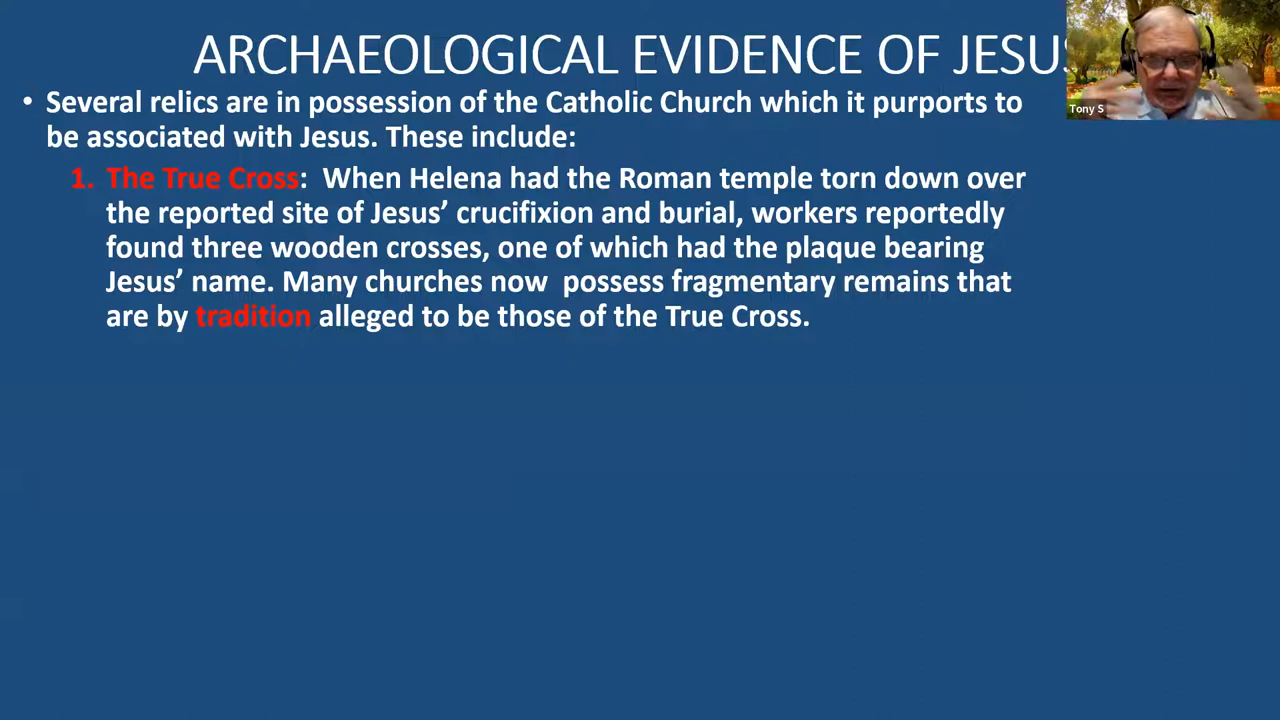 ARCHAEOLOGICAL EVIDENCE OF JESUS
• Several relics are in possession of the Catholic Church which it purports to
be associated with Jesus. These include:
1. The True Cross: When Helena had the Roman temple torn down over
the reported site of Jesus’ crucifixion and burial, workers reportedly
found three wooden crosses, one of which had the plaque bearing
Jesus’ name. Many churches now  possess fragmentary remains that
are by tradition alleged to be those of the True Cross.
Tony S